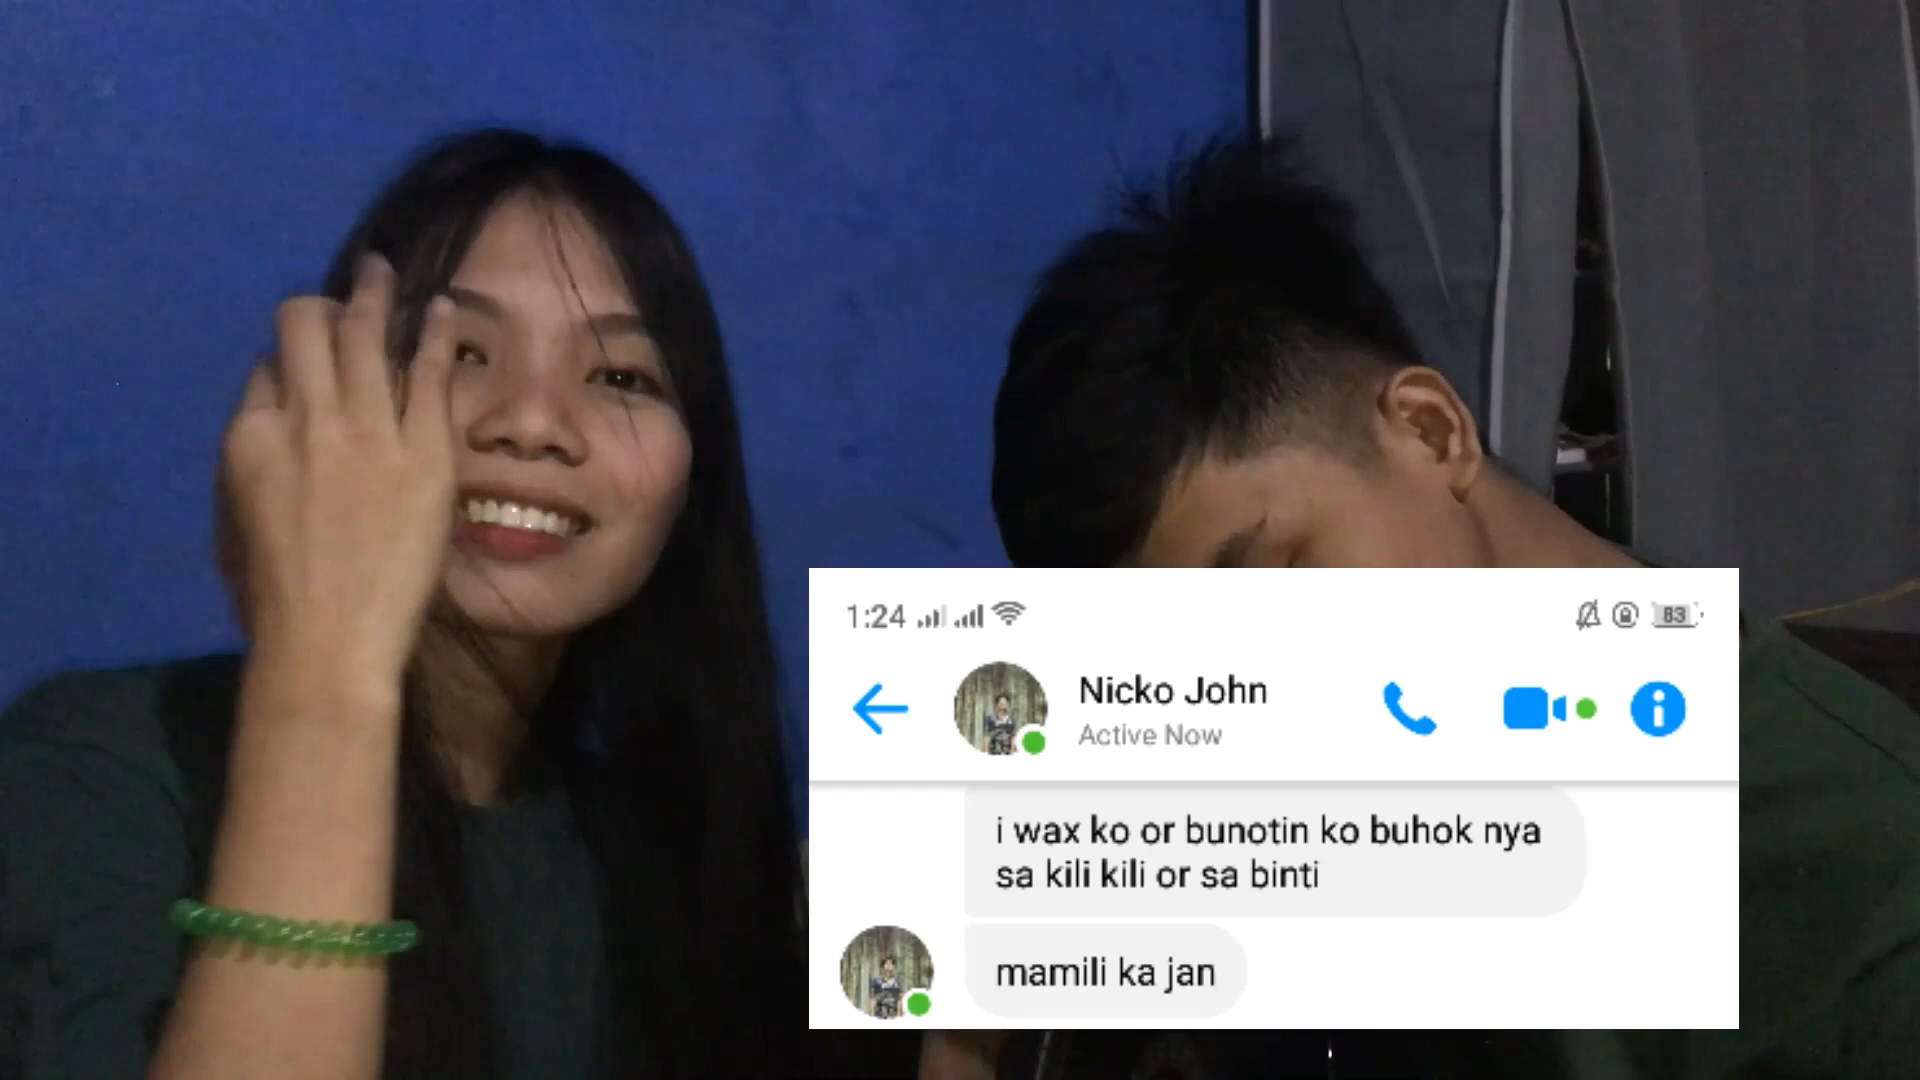 1:24
83
Nicko John
Active Now
i wax ko or bunotin ko buhok nya
sa kili kili or sa binti
mamili ka jan